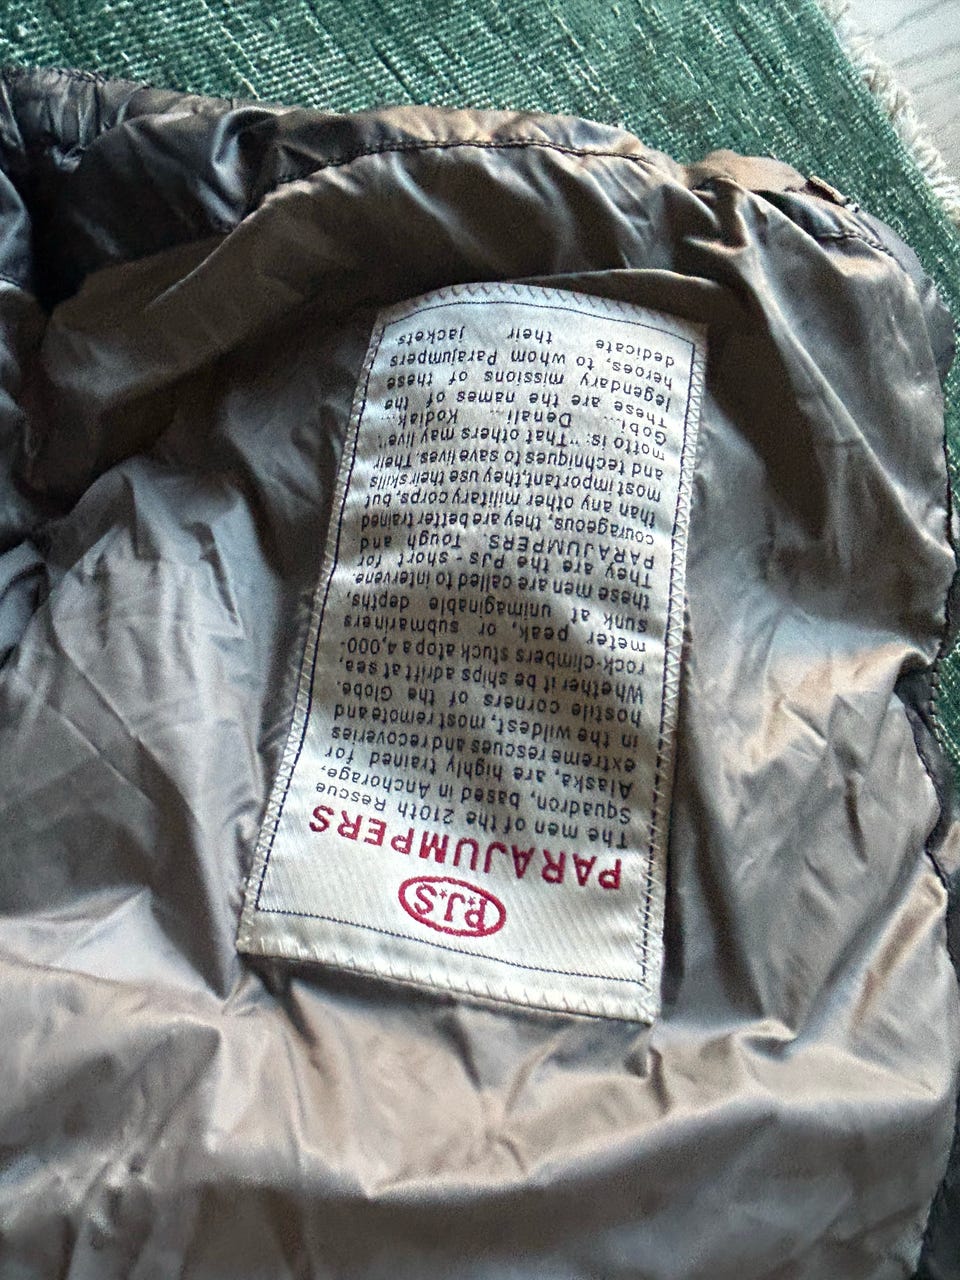 P.J.S
PARAJUMPERS
The men of the 210th Rescue
Squadron, based in Anchorage,
Alaska, are highly trained for
extreme rescues and recoveries
in the wildest, most remote and
hostile corners of the Globe.
Whether it be ships adrift at sea,
rock-climbers stuck atop a 4,000-
meter peak, or submariners
sunk at unimaginable depths,
these men are called to intervene.
They are the PJs - short for
PARAJUMPERS. Tough and
courageous, they are better trained
than any other military corps, but
most important, they use their skills
and techniques to save lives. Their
motto is: "That others may live".
Gobi... Denali... Kodiak...
These are the names of the
legendary missions of these
heroes, to whom Parajumpers
dedicate their jackets.